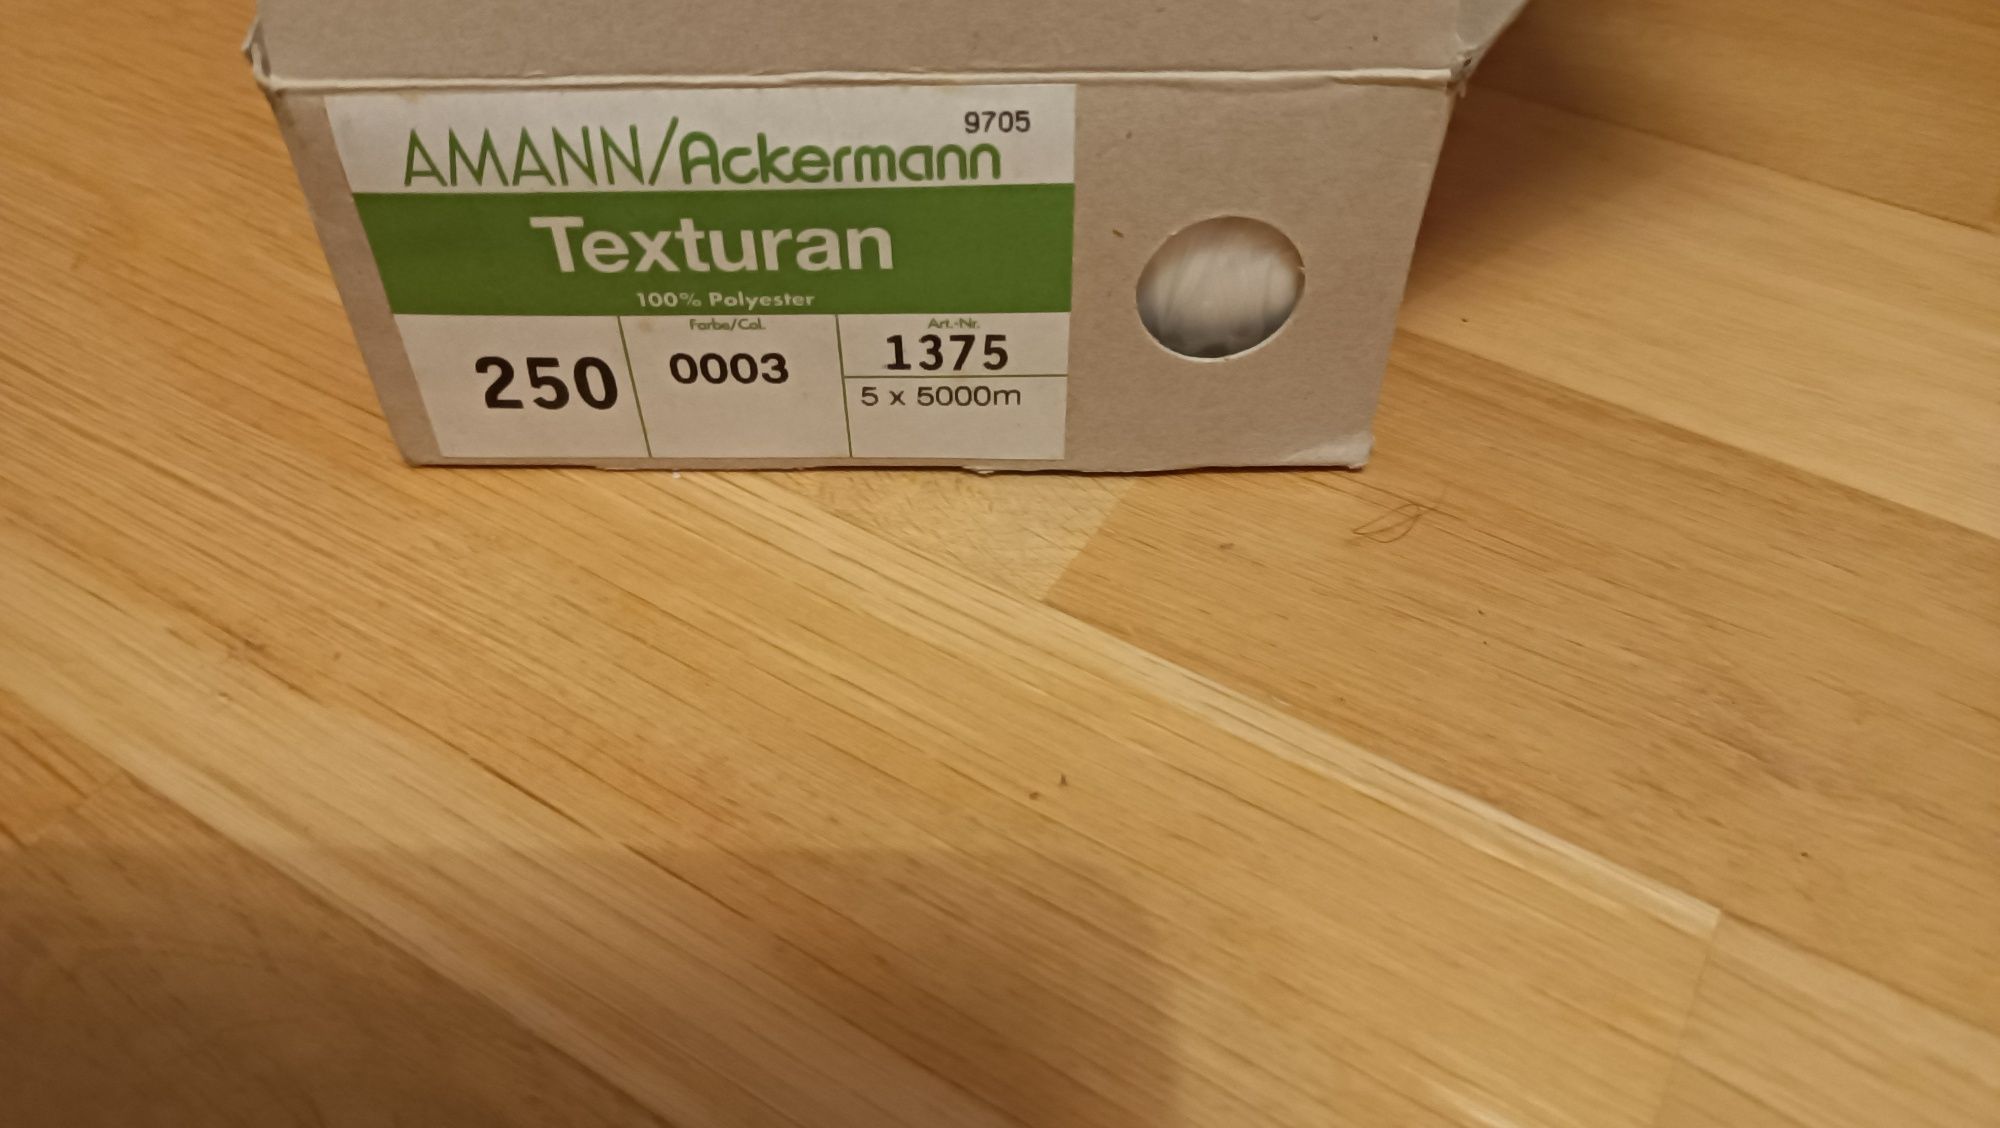 9705
AMANN/Ackermann
Texturan
100% Polyester
250
Farbe/Col.
0003
Art.-Nr.
1375
5 x 5000m